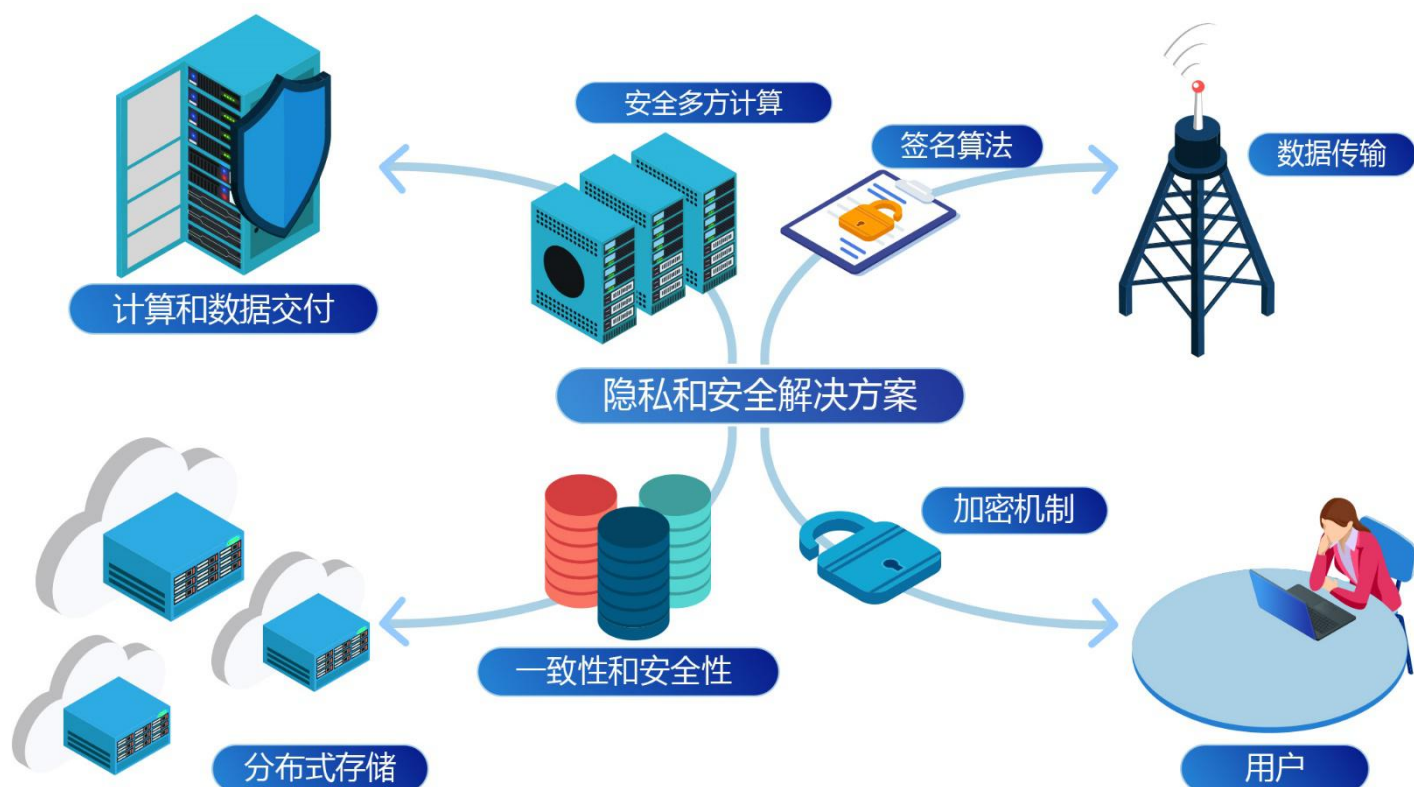 安全多方计算
签名算法
数据传输
计算和数据交付
隐私和安全解决方案
加密机制
一致性和安全性
分布式存储
用户